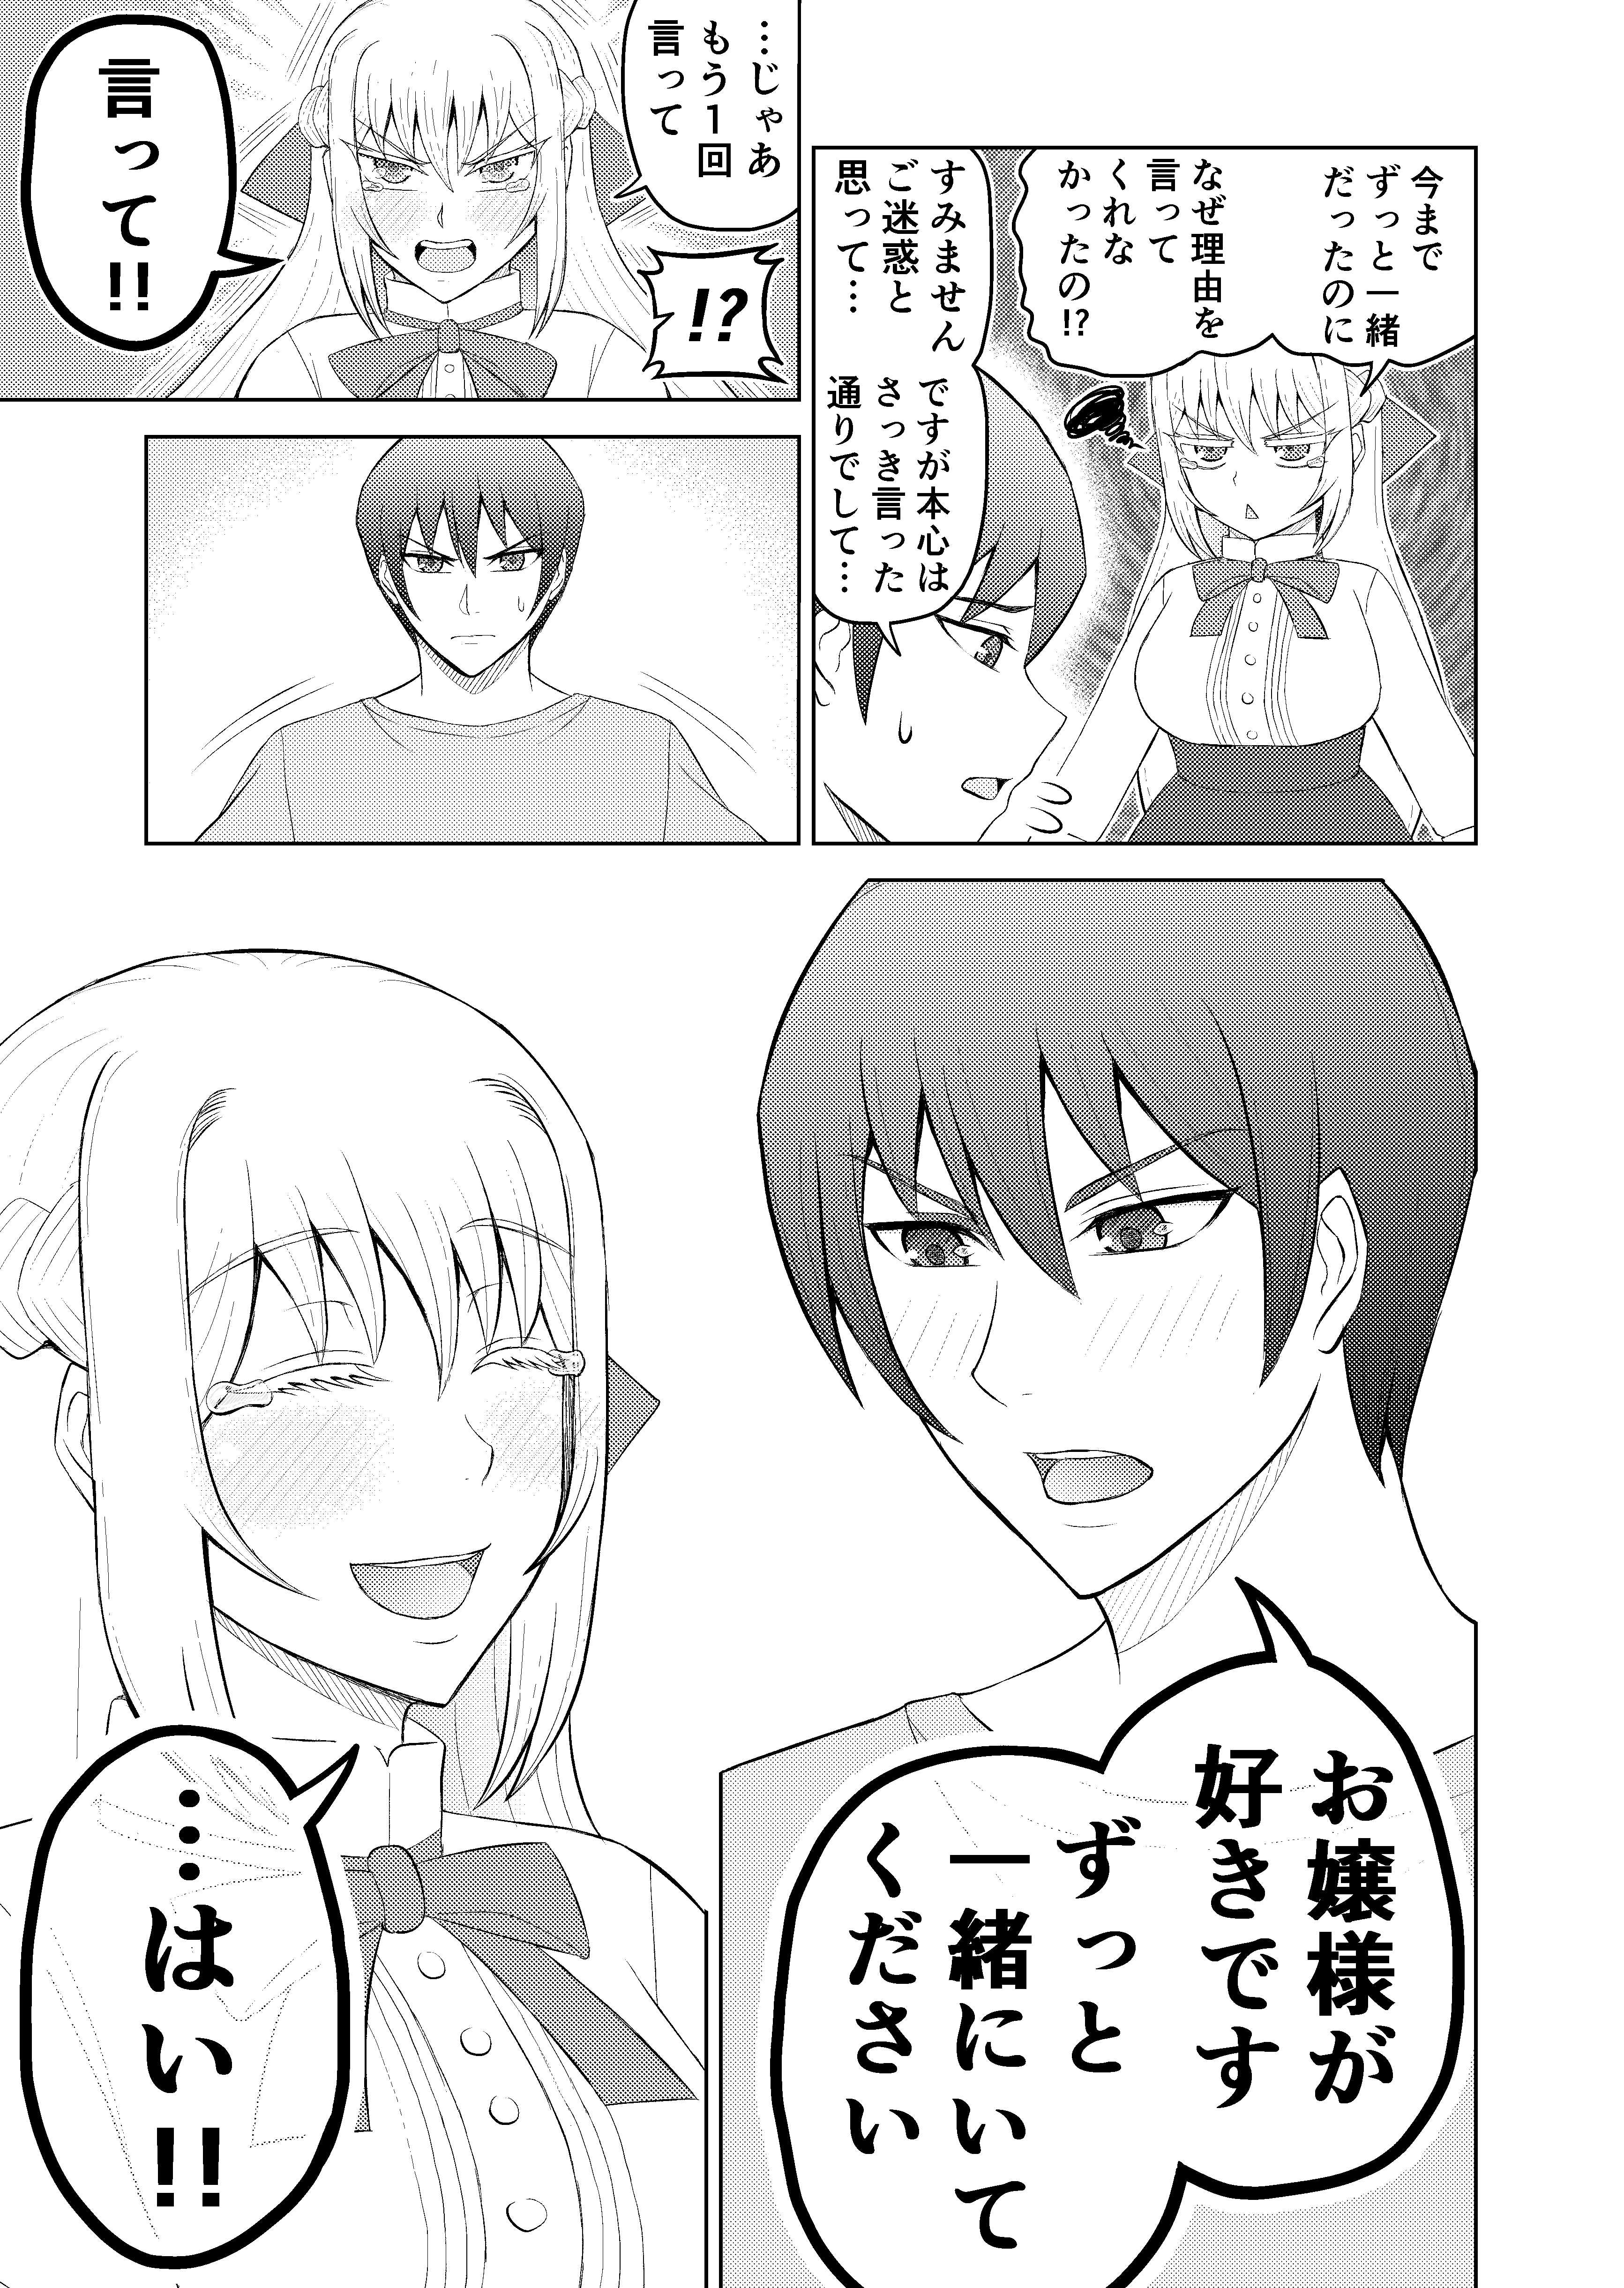 今まで
ずっと一緒
だったのに
なぜ理由を
言って
くれな
かったの!?
すみません
ご迷惑と
思って…
ですが本心は
さっき言った
通りでして…
…じゃあ
もう1回
言って
!?
言って!!
お嬢様が
好きです
ずっと
一緒にいて
ください
…はい!!